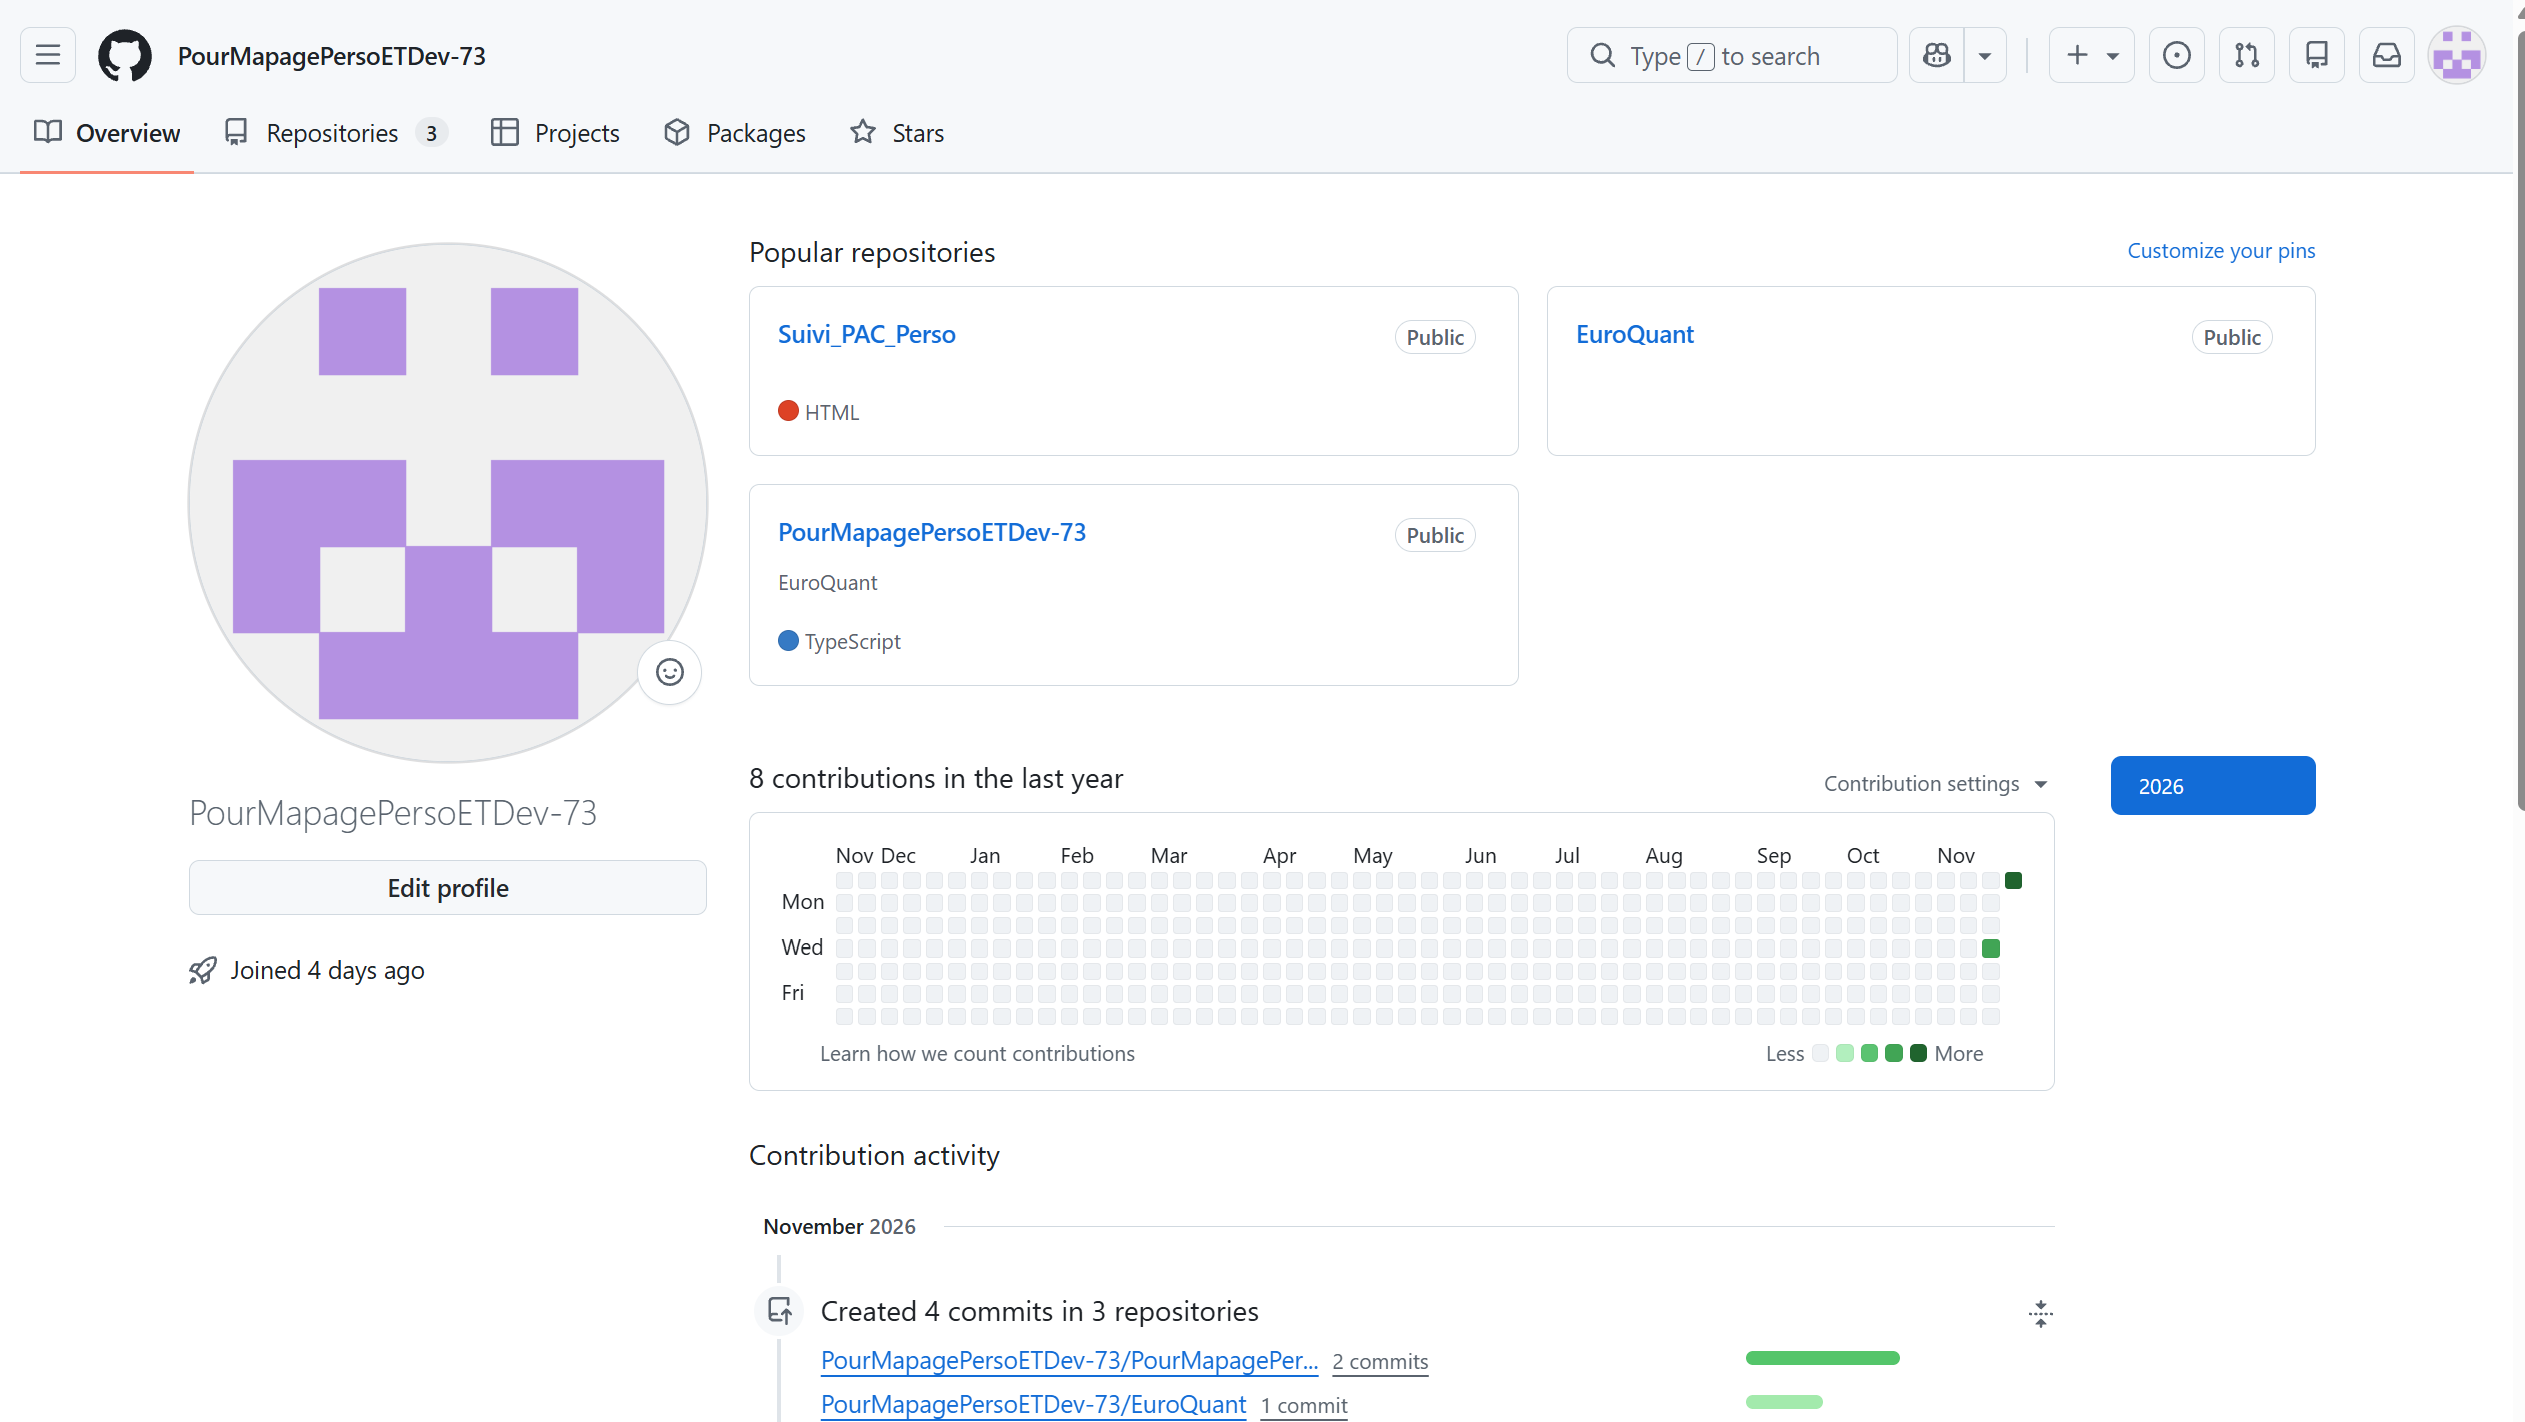 PourMapagePersoETDev-73
Type / to search
Overview
Repositories 3
Projects
Packages
Stars
PourMapagePersoETDev-73
Edit profile
Joined 4 days ago
Popular repositories
Customize your pins
Suivi_PAC_Perso
Public
HTML
EuroQuant
Public
PourMapagePersoETDev-73
Public
EuroQuant
TypeScript
8 contributions in the last year
Contribution settings
2026
Nov Dec Jan Feb Mar Apr May Jun Jul Aug Sep Oct Nov
Mon
Wed
Fri
Learn how we count contributions
Less More
Contribution activity
November 2026
Created 4 commits in 3 repositories
PourMapagePersoETDev-73/PourMapagePer... 2 commits
PourMapagePersoETDev-73/EuroQuant 1 commit